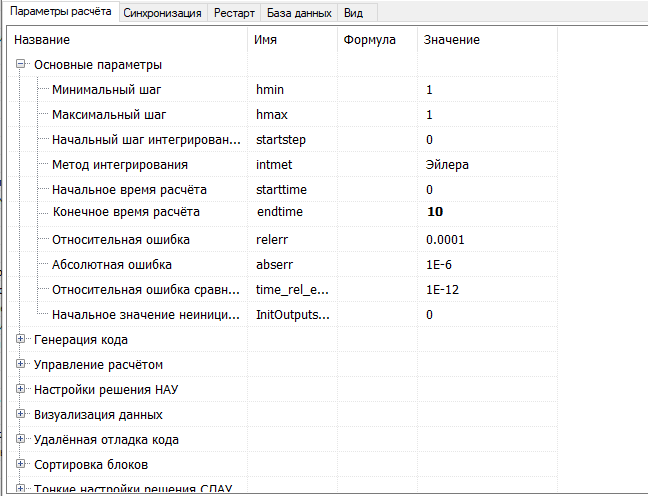 Параметры расчёта Синхронизация Рестарт База данных Вид
Название Имя Формула Значение
Основные параметры
Минимальный шаг hmin 1
Максимальный шаг hmax 1
Начальный шаг интегрирован... startstep 0
Метод интегрирования intmet Эйлера
Начальное время расчёта starttime 0
Конечное время расчёта endtime 10
Относительная ошибка relerr 0.0001
Абсолютная ошибка abserr 1E-6
Относительная ошибка сравн... time_rel_e... 1E-12
Начальное значение неиници... InitOutputs... 0
Генерация кода
Управление расчётом
Настройки решения НАУ
Визуализация данных
Удалённая отладка кода
Сортировка блоков
Тонкие настройки решения СЛАУ